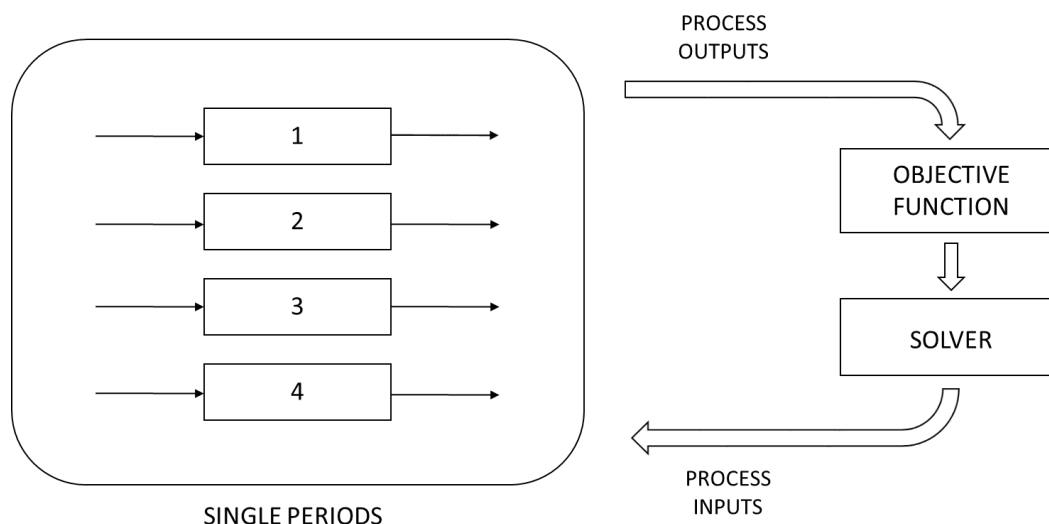 PROCESS
OUTPUTS
1
2
3
4
OBJECTIVE
FUNCTION
SOLVER
PROCESS
INPUTS
SINGLE PERIODS